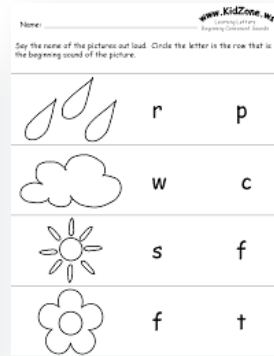 Name:
www.KidZone.ws
Learning Letters
Beginning Consonant Sounds
Say the name of the pictures out loud. Circle the letter in the row that is
the beginning sound of the picture.
r p
w c
s f
f t